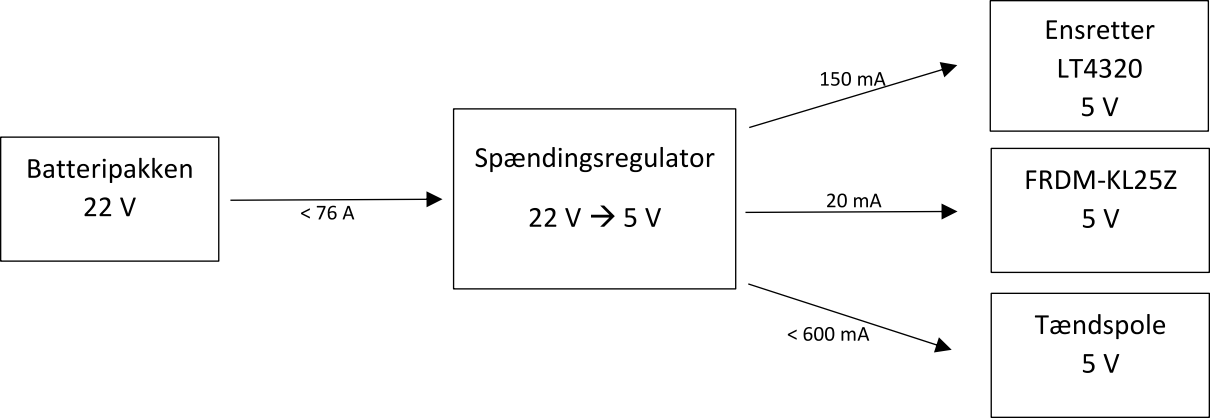 Batteripakken
22 V
< 76 A
Spændingsregulator
22 V → 5 V
150 mA
Ensretter
LT4320
5 V
20 mA
FRDM-KL25Z
5 V
< 600 mA
Tændspole
5 V